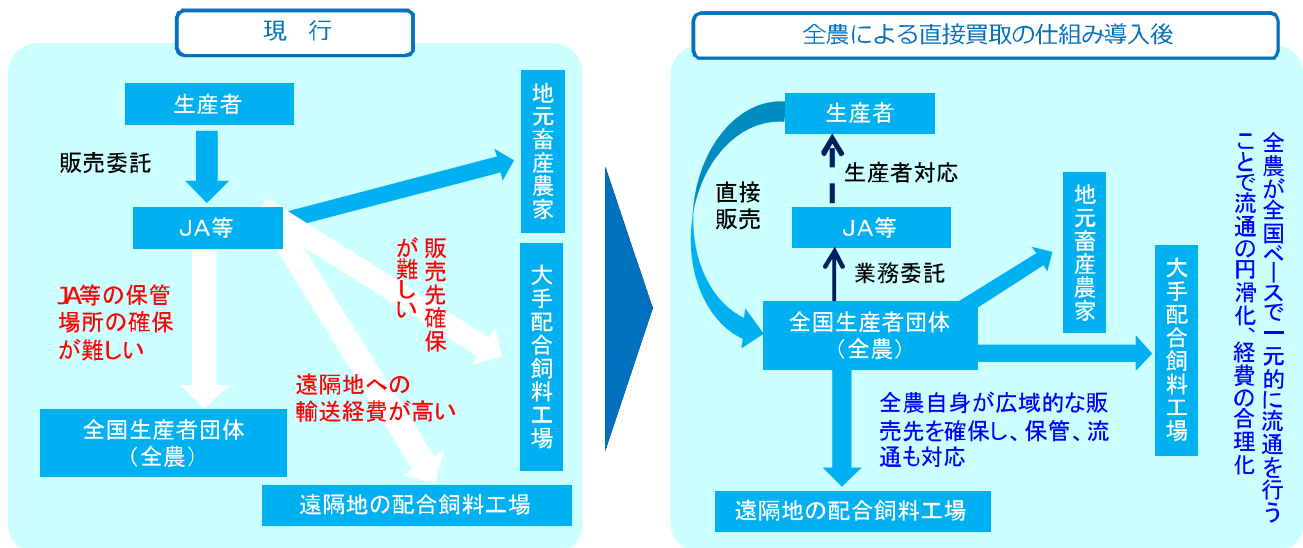 現　行
生産者
販売委託
JA等
地元畜産農家
販売先確保
が難しい
大手配合飼料工場
JA等の保管
場所の確保
が難しい
遠隔地への
輸送経費が高い
全国生産者団体
（全農）
遠隔地の配合飼料工場
全農による直接買取の仕組み導入後
生産者
生産者対応
直接
販売
JA等
業務委託
全国生産者団体
（全農）
地元畜産農家
大手配合飼料工場
全農自身が広域的な販
売先を確保し、保管、流
通も対応
遠隔地の配合飼料工場
全農が全国ベースで一元的に流通を行う
ことで流通の円滑化、経費の合理化